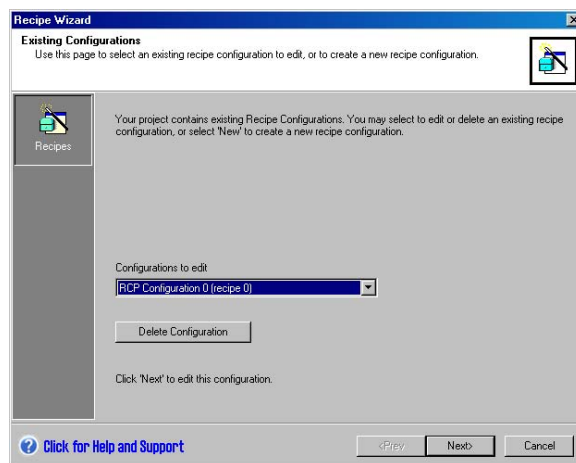 Recipe Wizard
Existing Configurations
Use this page to select an existing recipe configuration to edit, or to create a new recipe configuration.
Recipes
Your project contains existing Recipe Configurations. You may select to edit or delete an existing recipe
configuration, or select 'New' to create a new recipe configuration.
Configurations to edit
RCP Configuration 0 (recipe 0)
Delete Configuration
Click 'Next' to edit this configuration.
Click for Help and Support
<Prev
Next>
Cancel